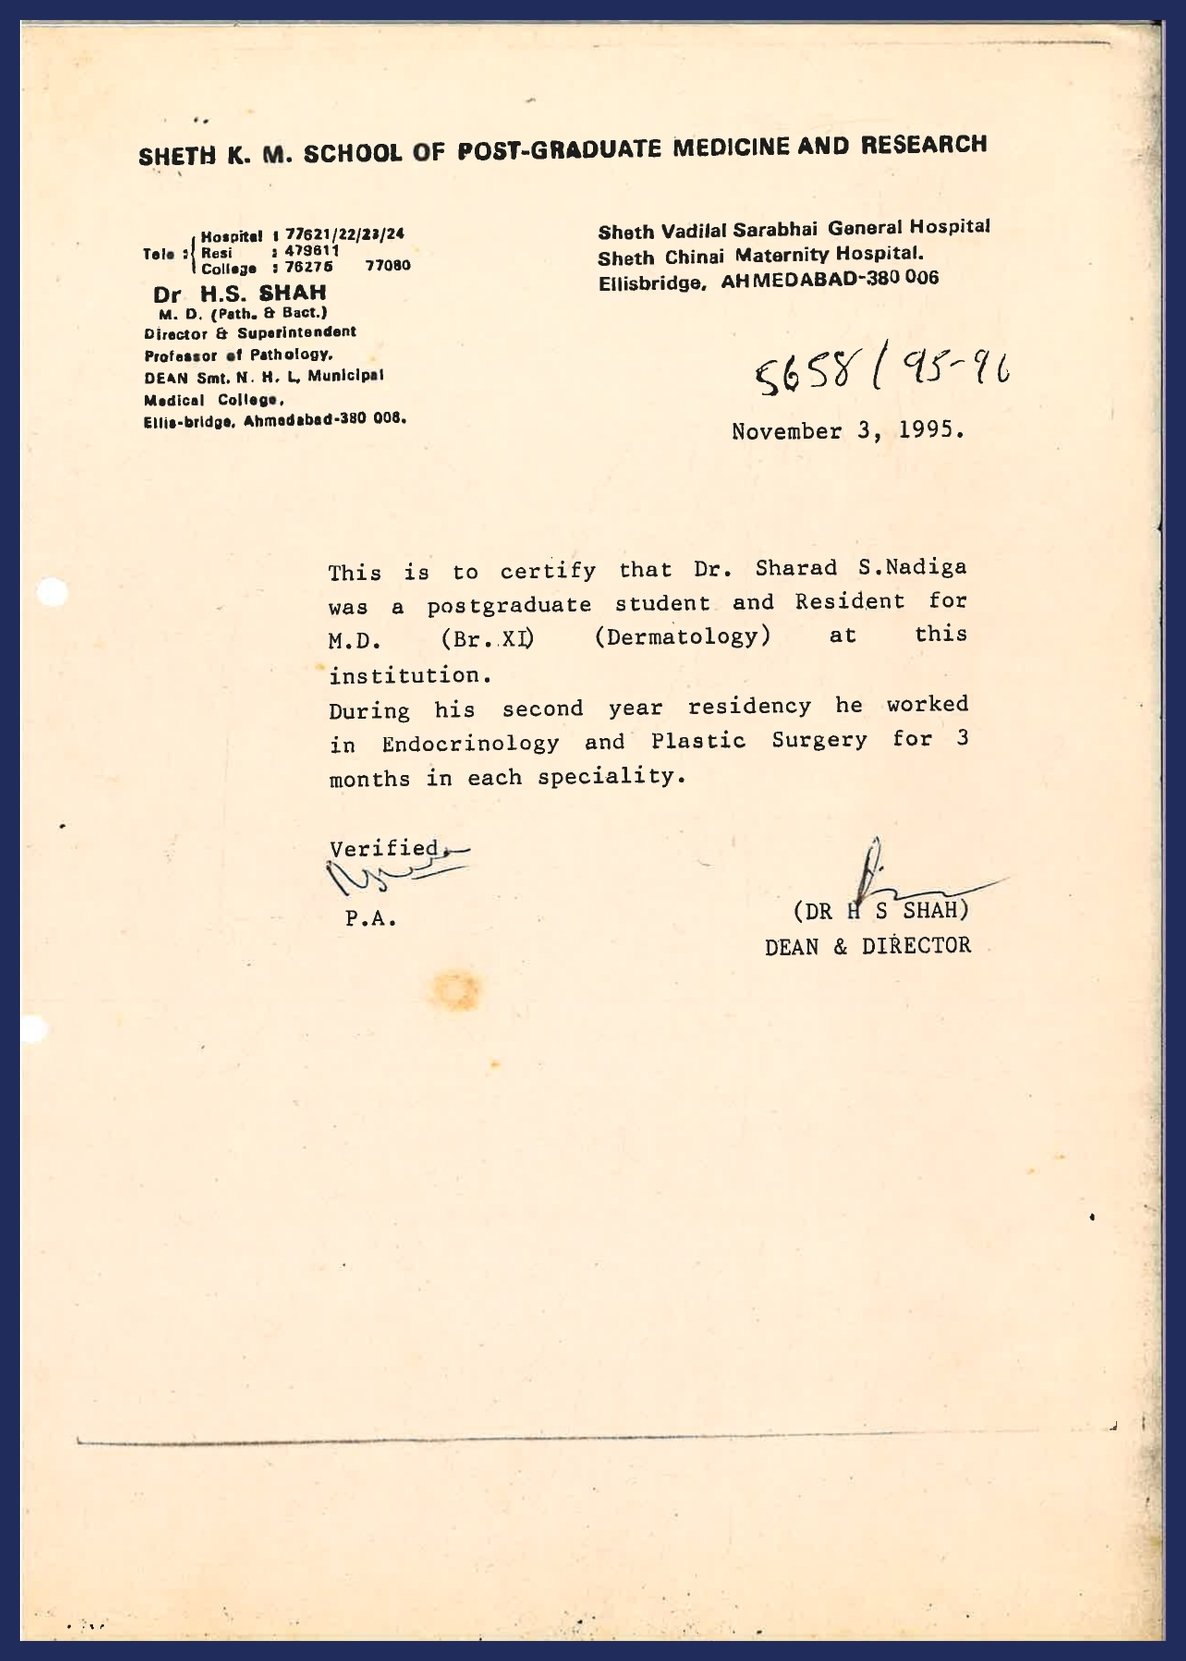 SHETH K. M. SCHOOL OF POST-GRADUATE MEDICINE AND RESEARCH
Tele : Hospital : 77621/22/23/24
Resi : 479611
College : 76275 77080
Dr H.S. SHAH
M. D. (Path. & Bact.)
Director & Superintendent
Professor of Pathology,
DEAN Smt. N. H. L. Municipal
Medical College,
Ellis-bridge, Ahmedabad-380 006.
Sheth Vadilal Sarabhai General Hospital
Sheth Chinai Maternity Hospital.
Ellisbridge, AHMEDABAD-380 006
5658/95-96
November 3, 1995.
This is to certify that Dr. Sharad S.Nadiga
was a postgraduate student and Resident for
M.D. (Br. XI) (Dermatology) at this
institution.
During his second year residency he worked
in Endocrinology and Plastic Surgery for 3
months in each speciality.
Verified
P.A.
(DR H S SHAH)
DEAN & DIRECTOR